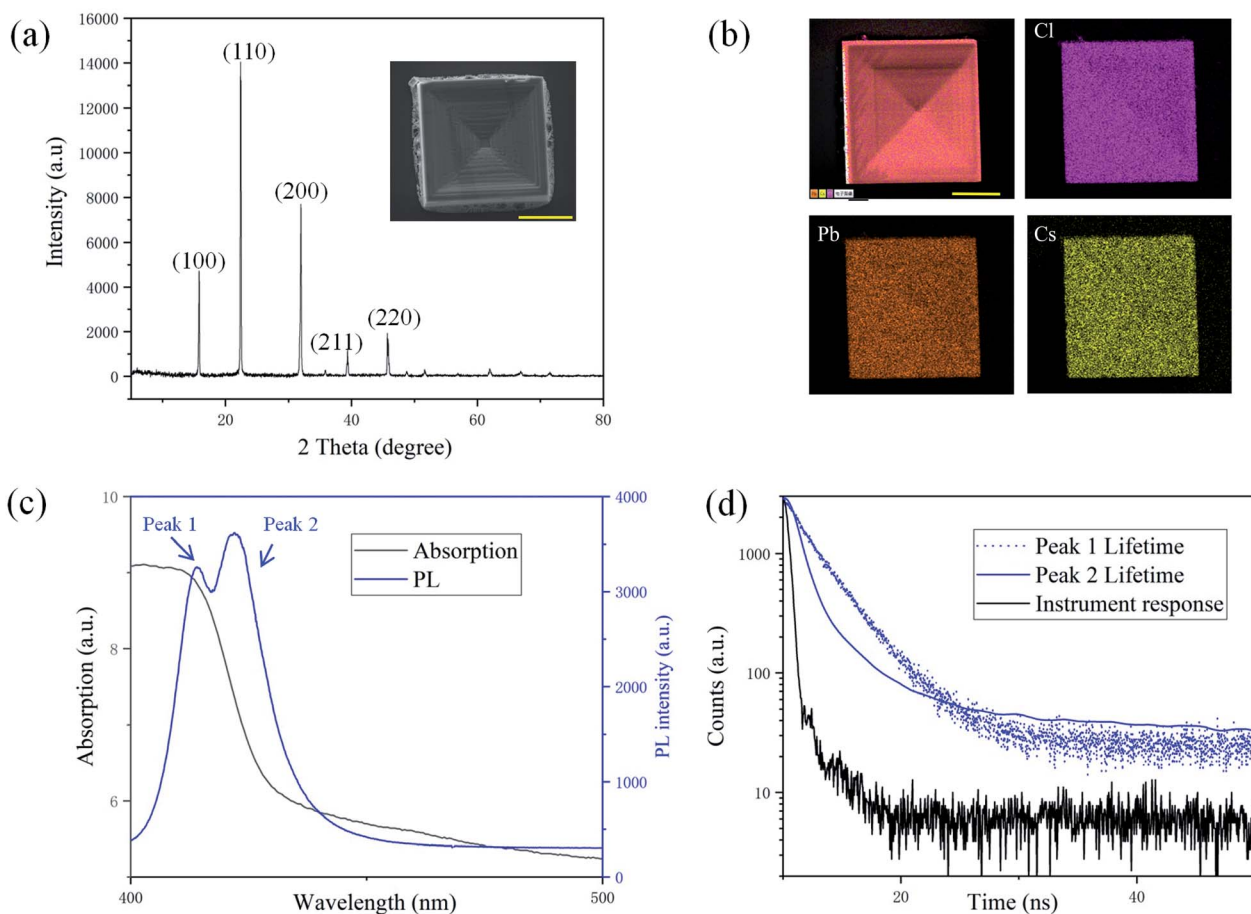 (a)
16000
14000
12000
10000
8000
6000
4000
2000
0
Intensity (a.u)
(100)
(110)
(200)
(211)
(220)
20
40
60
80
2 Theta (degree)
(b)
Cl
Pb
Cs
(c)
10
8
6
Absorption (a.u.)
Peak 1
Peak 2
Absorption
PL
4000
3000
2000
1000
0
PL intensity (a.u.)
400
500
Wavelength (nm)
(d)
1000
100
10
Counts (a.u.)
Peak 1 Lifetime
Peak 2 Lifetime
Instrument response
20
40
Time (ns)